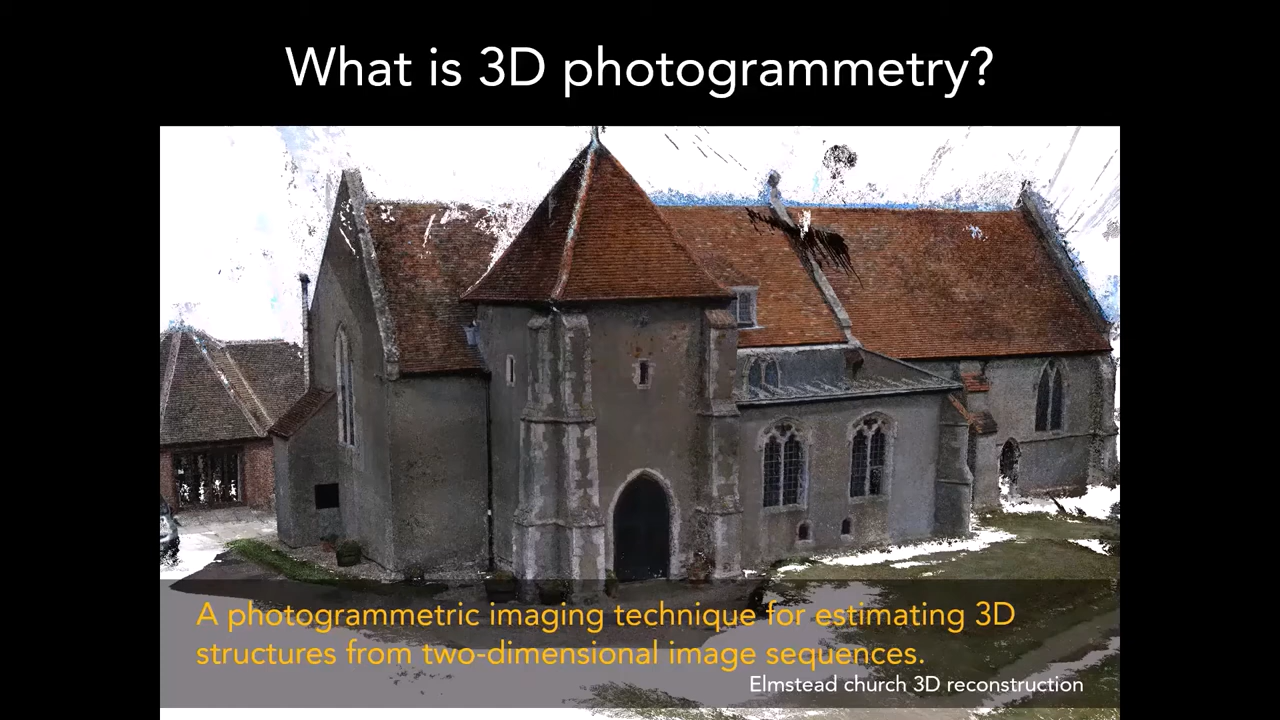 What is 3D photogrammetry?
A photogrammetric imaging technique for estimating 3D
structures from two-dimensional image sequences.
Elmstead church 3D reconstruction